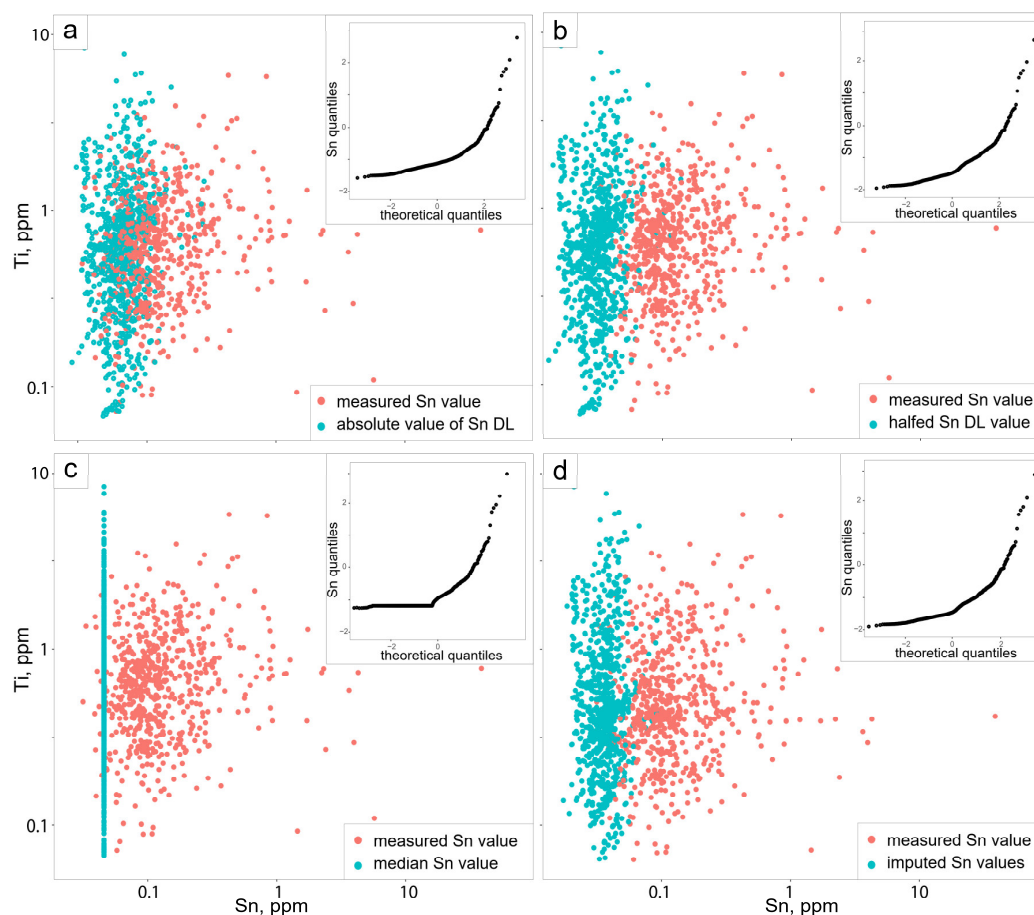 a
10
1
0.1
Ti, ppm
Sn quantiles
2
0
−2
−2
0
2
theoretical quantiles
measured Sn value
absolute value of Sn DL
b
Sn quantiles
2
0
−2
−2
0
2
theoretical quantiles
measured Sn value
halfed Sn DL value
c
10
1
0.1
Ti, ppm
Sn quantiles
2
0
−2
−2
0
theoretical quantiles
measured Sn value
median Sn value
0.1
1
10
Sn, ppm
d
Sn quantiles
2
0
−2
−2
0
2
theoretical quantiles
measured Sn value
imputed Sn values
0.1
1
10
Sn, ppm